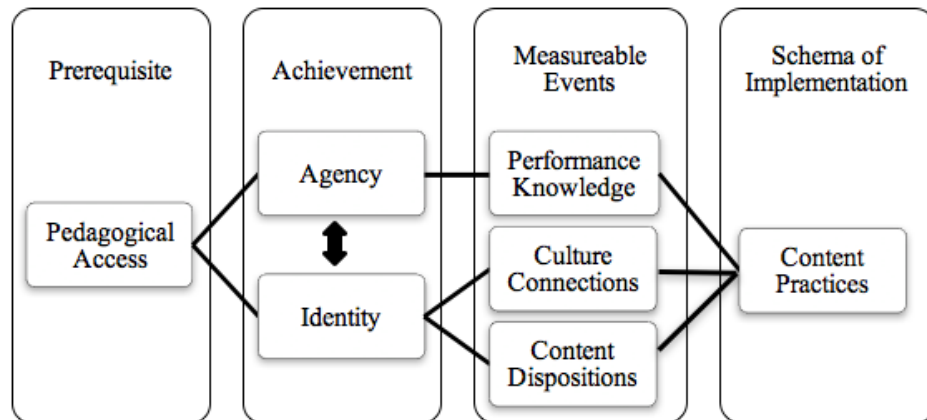 Prerequisite
Pedagogical
Access
Achievement
Agency
Identity
Measureable
Events
Performance
Knowledge
Culture
Connections
Content
Dispositions
Schema of
Implementation
Content
Practices